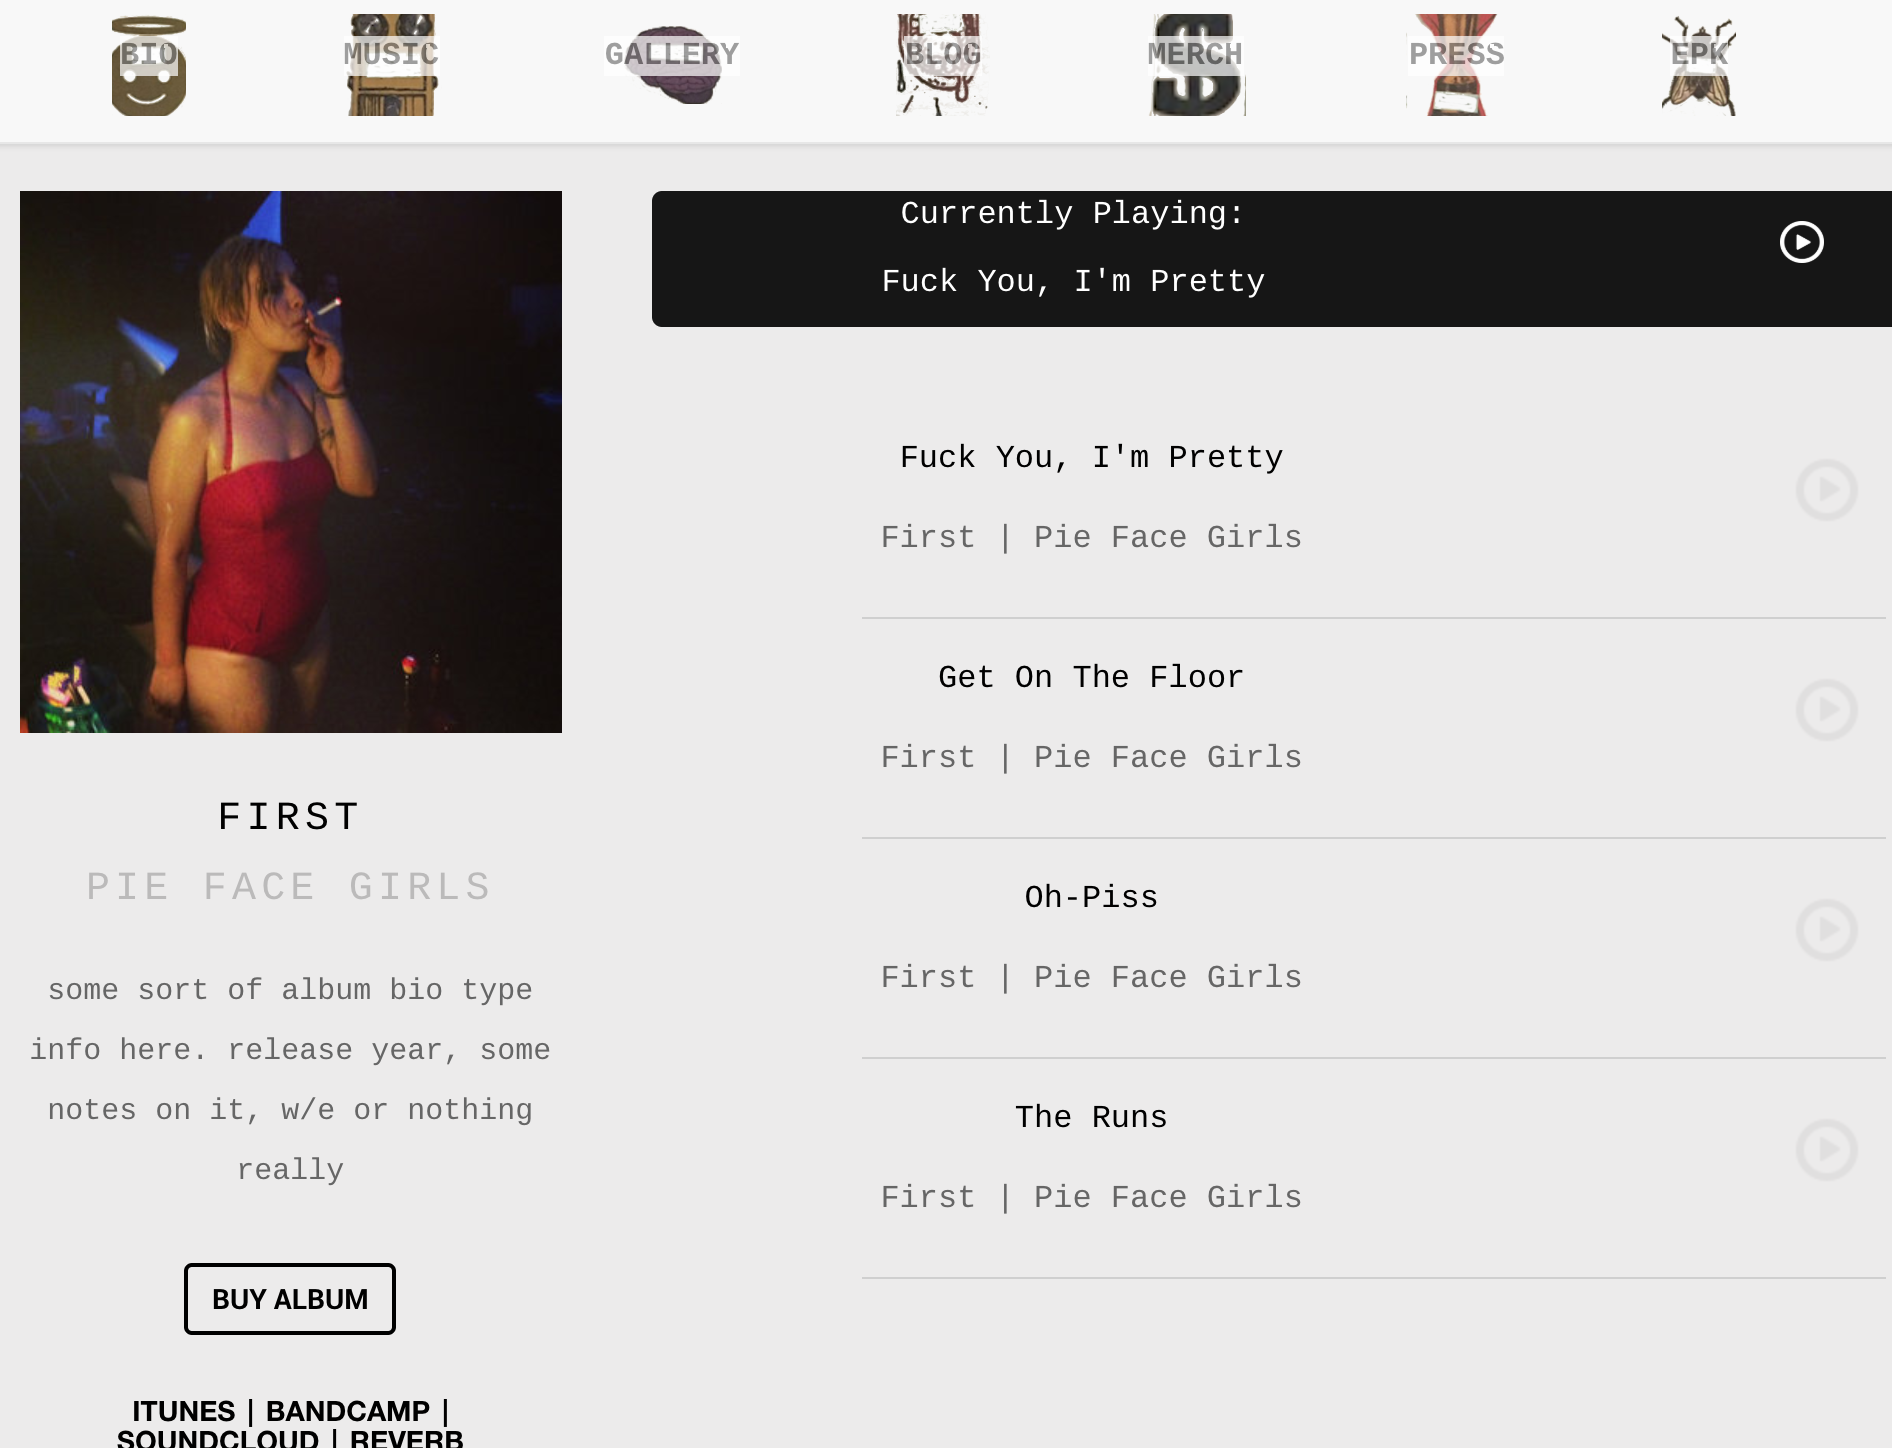 BIO MUSIC GALLERY BLOG MERCH PRESS EPK
Currently Playing:
Fuck You, I'm Pretty
FIRST
PIE FACE GIRLS
some sort of album bio type
info here. release year, some
notes on it, w/e or nothing
really
BUY ALBUM
ITUNES | BANDCAMP |
SOUNDCLOUD | REVERB
Fuck You, I'm Pretty
First | Pie Face Girls
Get On The Floor
First | Pie Face Girls
Oh-Piss
First | Pie Face Girls
The Runs
First | Pie Face Girls